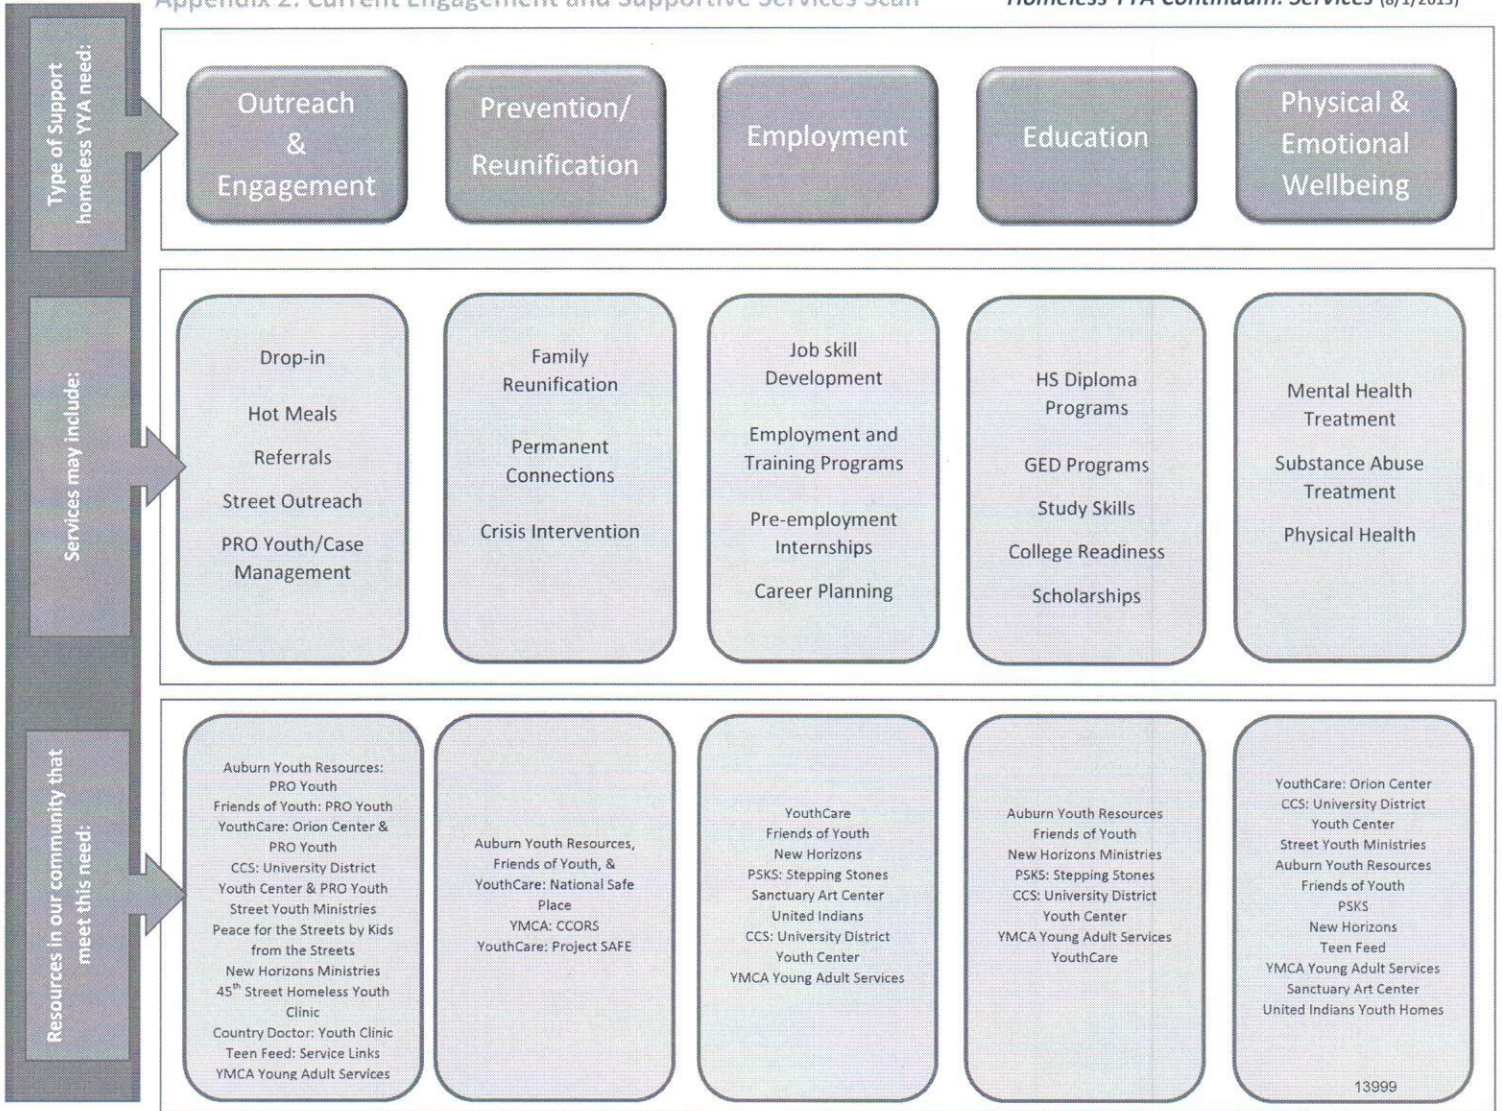 Appendix 2: Current Engagement and Supportive Services Scan
Homeless YYA Continuum: Services (8/1/2013)
Type of Support
homeless YYA need:
Outreach
&
Engagement
Prevention/
Reunification
Employment
Education
Physical &
Emotional
Wellbeing
Services may include:
Drop-in
Hot Meals
Referrals
Street Outreach
PRO Youth/Case
Management
Family
Reunification
Permanent
Connections
Crisis Intervention
Job skill
Development
Employment and
Training Programs
Pre-employment
Internships
Career Planning
HS Diploma
Programs
GED Programs
Study Skills
College Readiness
Scholarships
Mental Health
Treatment
Substance Abuse
Treatment
Physical Health
Resources in our community that
meet this need:
Auburn Youth Resources:
PRO Youth
Friends of Youth: PRO Youth
YouthCare: Orion Center &
PRO Youth
CCS: University District
Youth Center & PRO Youth
Street Youth Ministries
Peace for the Streets by Kids
from the Streets
New Horizons Ministries
45th Street Homeless Youth
Clinic
Country Doctor: Youth Clinic
Teen Feed: Service Links
YMCA Young Adult Services
Auburn Youth Resources,
Friends of Youth, &
YouthCare: National Safe
Place
YMCA: CCORS
YouthCare: Project SAFE
YouthCare
Friends of Youth
New Horizons
PSKS: Stepping Stones
Sanctuary Art Center
United Indians
CCS: University District
Youth Center
YMCA Young Adult Services
Auburn Youth Resources
Friends of Youth
New Horizons Ministries
PSKS: Stepping Stones
CCS: University District
Youth Center
YMCA Young Adult Services
YouthCare
YouthCare: Orion Center
CCS: University District
Youth Center
Street Youth Ministries
Auburn Youth Resources
Friends of Youth
PSKS
New Horizons
Teen Feed
YMCA Young Adult Services
Sanctuary Art Center
United Indians Youth Homes
13999